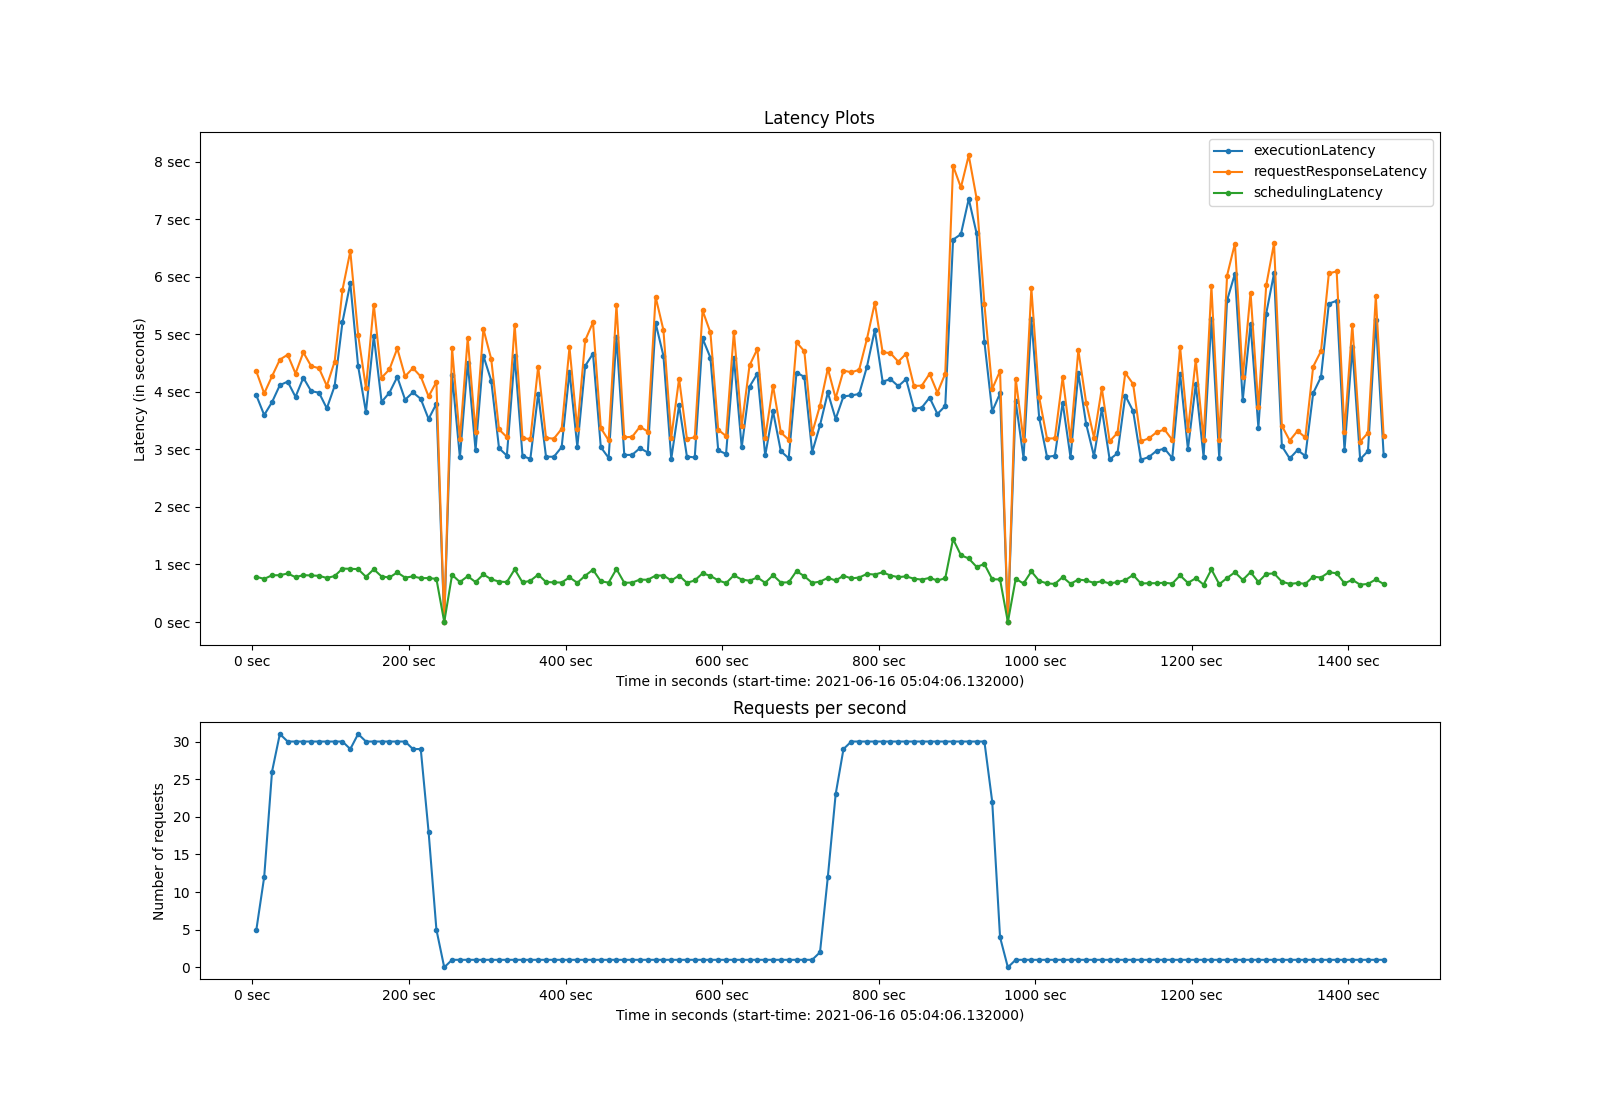 Latency Plots
executionLatency
requestResponseLatency
schedulingLatency
Latency (in seconds)
8 sec
7 sec
6 sec
5 sec
4 sec
3 sec
2 sec
1 sec
0 sec
0 sec 200 sec 400 sec 600 sec 800 sec 1000 sec 1200 sec 1400 sec
Time in seconds (start-time: 2021-06-16 05:04:06.132000)
Requests per second
Number of requests
30
25
20
15
10
5
0
0 sec 200 sec 400 sec 600 sec 800 sec 1000 sec 1200 sec 1400 sec
Time in seconds (start-time: 2021-06-16 05:04:06.132000)